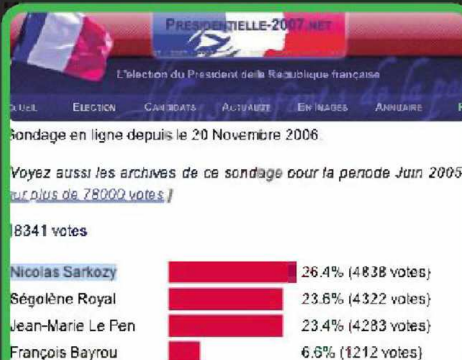 PRESIDENTIELLE-2007.NET
L'élection du Président de la République française
ELECTION CANDIDATS ACTUALITE EN IMAGES ANNUAIRE
Sondage en ligne depuis le 20 Novembre 2006.
Voyez aussi les archives de ce sondage pour la période Juin 2005
sur plus de 78000 votes ]
18341 votes
Nicolas Sarkozy 26.4% (4838 votes)
Ségolène Royal 23.6% (4322 votes)
Jean-Marie Le Pen 23.4% (4283 votes)
François Bayrou 6.6% (1212 votes)